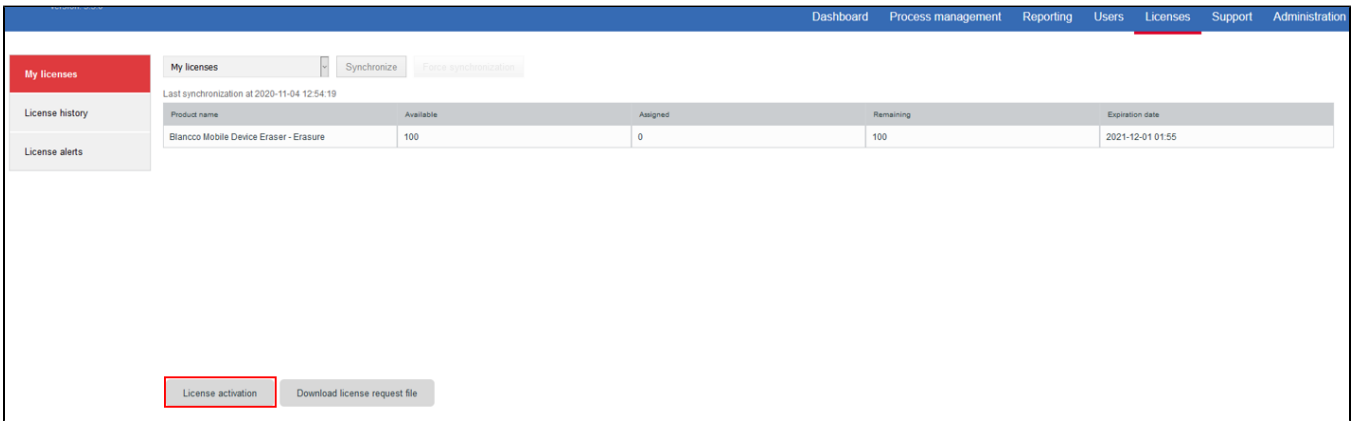 Dashboard Process management Reporting Users Licenses Support Administration
My licenses
License history
License alerts
My licenses Synchronize Force synchronization
Last synchronization at 2020-11-04 12:54:19
Product name Available Assigned Remaining Expiration date
Blancco Mobile Device Eraser - Erasure 100 0 100 2021-12-01 01:55
License activation Download license request file